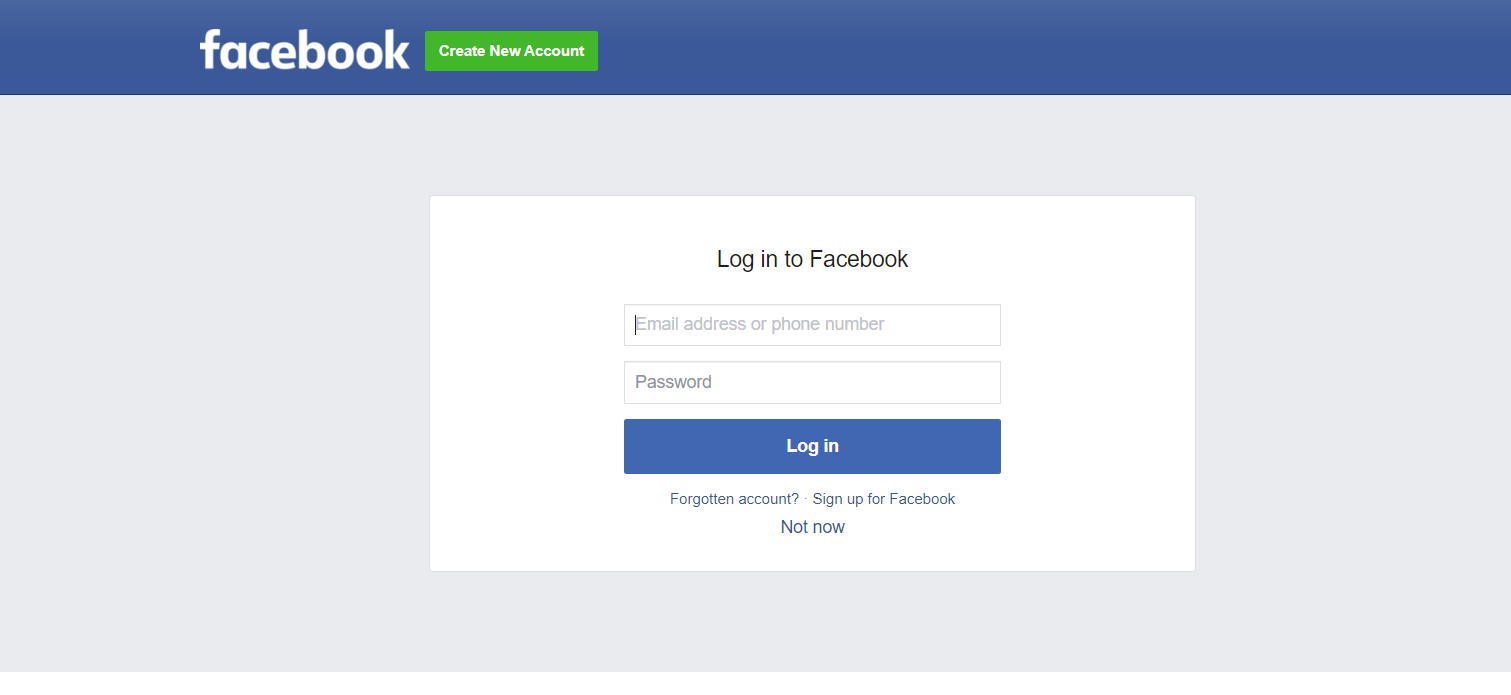 facebook Create New Account
Log in to Facebook
Email address or phone number
Password
Log in
Forgotten account? · Sign up for Facebook
Not now